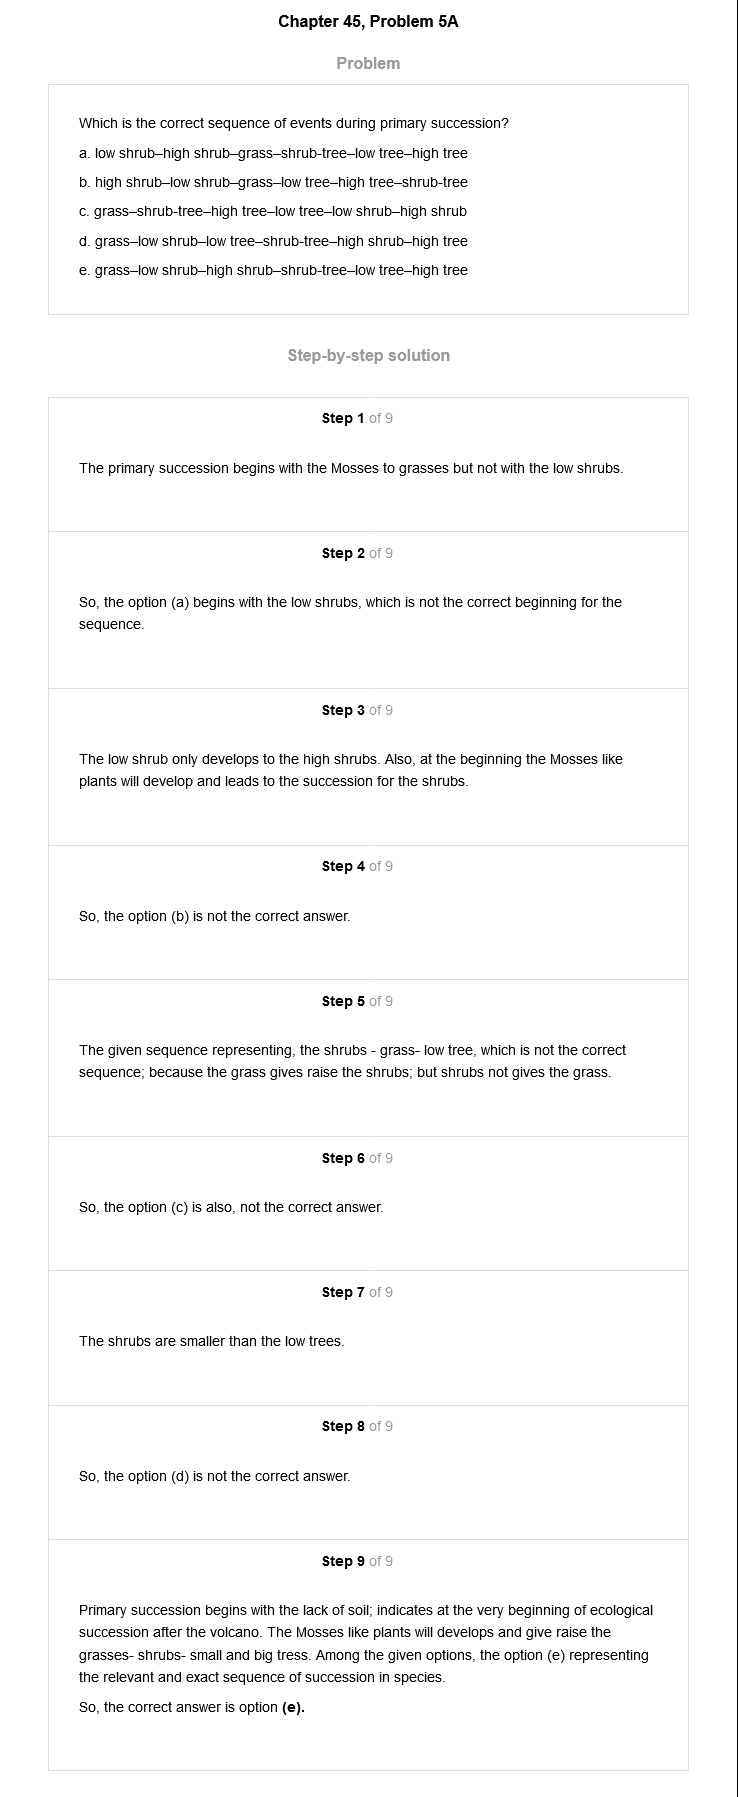 Chapter 45, Problem 5A
Problem
Which is the correct sequence of events during primary succession?
a. low shrub–high shrub–grass–shrub-tree–low tree–high tree
b. high shrub–low shrub–grass–low tree–high tree–shrub-tree
c. grass–shrub-tree–high tree–low tree–low shrub–high shrub
d. grass–low shrub–low tree–shrub-tree–high shrub–high tree
e. grass–low shrub–high shrub–shrub-tree–low tree–high tree
Step-by-step solution
Step 1 of 9
The primary succession begins with the Mosses to grasses but not with the low shrubs.
Step 2 of 9
So, the option (a) begins with the low shrubs, which is not the correct beginning for the
sequence.
Step 3 of 9
The low shrub only develops to the high shrubs. Also, at the beginning the Mosses like
plants will develop and leads to the succession for the shrubs.
Step 4 of 9
So, the option (b) is not the correct answer.
Step 5 of 9
The given sequence representing, the shrubs - grass- low tree, which is not the correct
sequence; because the grass gives raise the shrubs; but shrubs not gives the grass.
Step 6 of 9
So, the option (c) is also, not the correct answer.
Step 7 of 9
The shrubs are smaller than the low trees.
Step 8 of 9
So, the option (d) is not the correct answer.
Step 9 of 9
Primary succession begins with the lack of soil; indicates at the very beginning of ecological
succession after the volcano. The Mosses like plants will develops and give raise the
grasses- shrubs- small and big tress. Among the given options, the option (e) representing
the relevant and exact sequence of succession in species.
So, the correct answer is option (e).